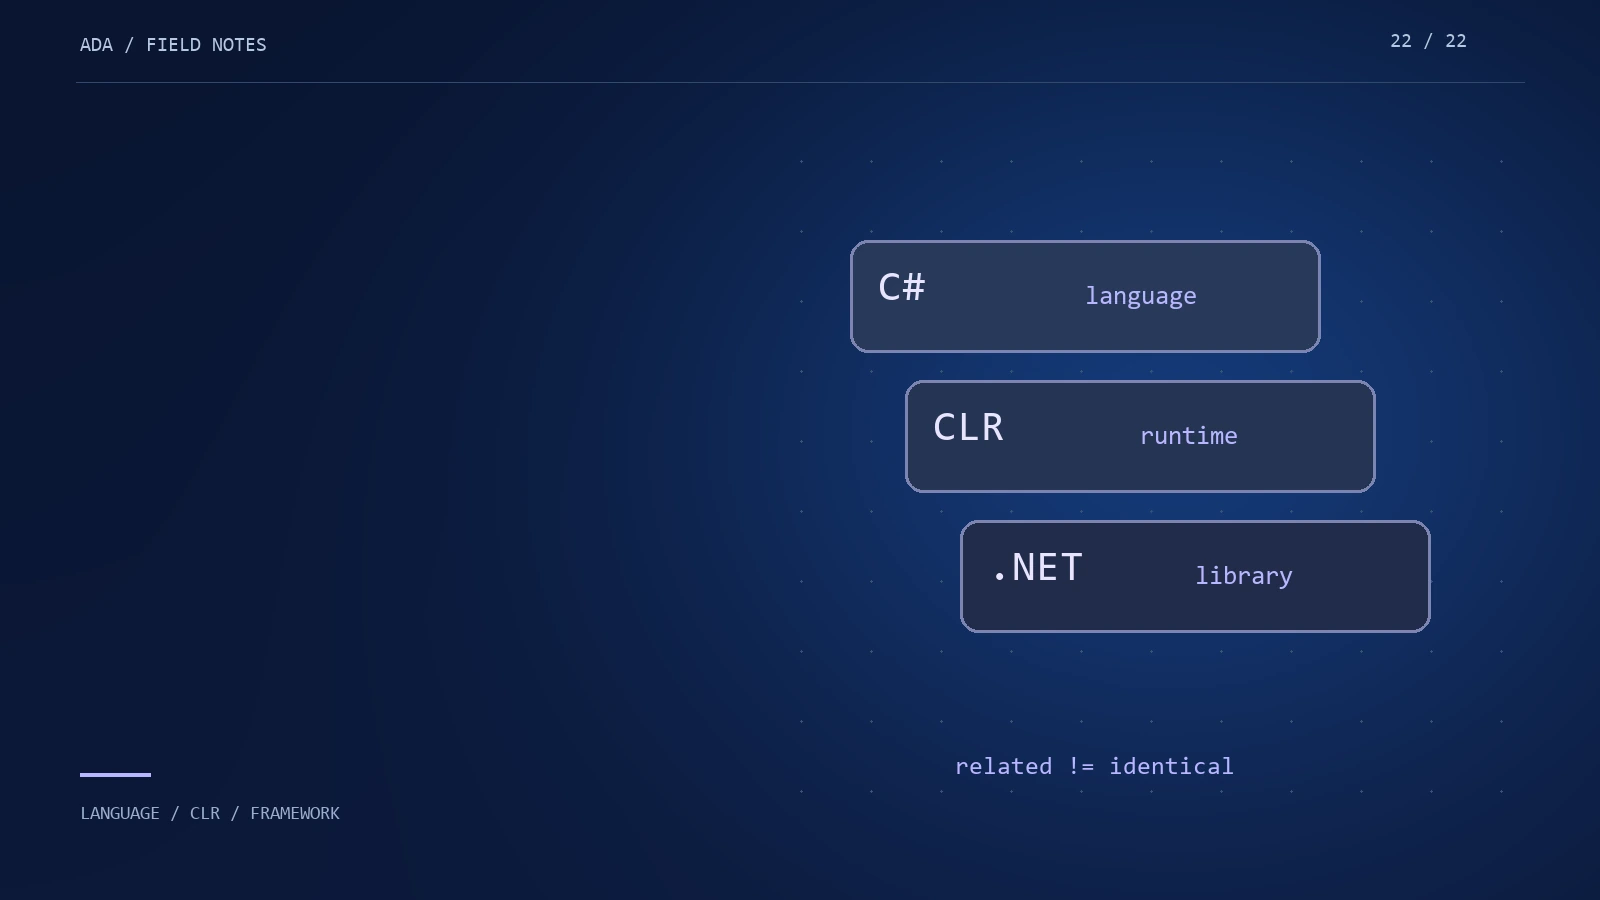 ADA / FIELD NOTES
22 / 22
C#
language
CLR
runtime
.NET
library
related != identical
LANGUAGE / CLR / FRAMEWORK